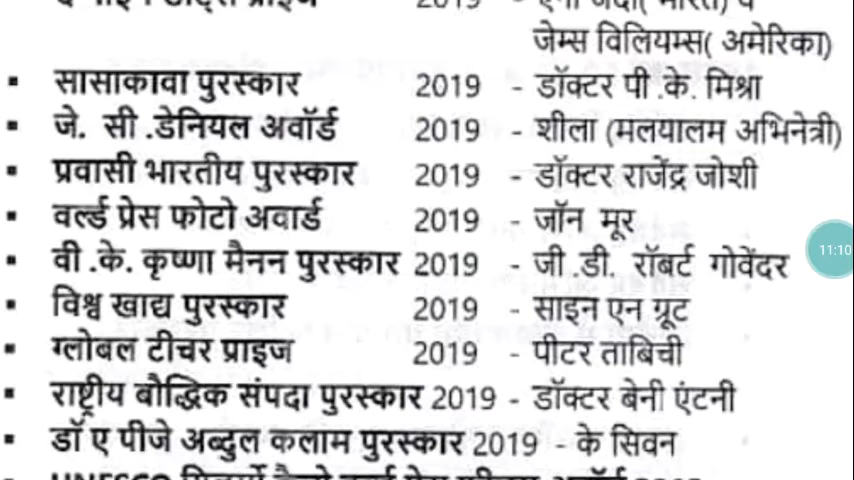 2019
जेम्स विलियम्स( अमेरिका)
▪ सासाकावा पुरस्कार 2019 - डॉक्टर पी .के. मिश्रा
▪ जे. सी .डेनियल अवॉर्ड 2019 - शीला (मलयालम अभिनेत्री)
▪ प्रवासी भारतीय पुरस्कार 2019 - डॉक्टर राजेंद्र जोशी
▪ वर्ल्ड प्रेस फोटो अवार्ड 2019 - जॉन मूर
▪ वी .के. कृष्णा मैनन पुरस्कार 2019 - जी .डी. रॉबर्ट गोवेंदर
▪ विश्व खाद्य पुरस्कार 2019 - साइन एन ग्रूट
▪ ग्लोबल टीचर प्राइज 2019 - पीटर ताबिची
▪ राष्ट्रीय बौद्धिक संपदा पुरस्कार 2019 - डॉक्टर बेनी एंटनी
▪ डॉ ए पीजे अब्दुल कलाम पुरस्कार 2019 - के सिवन
11:10